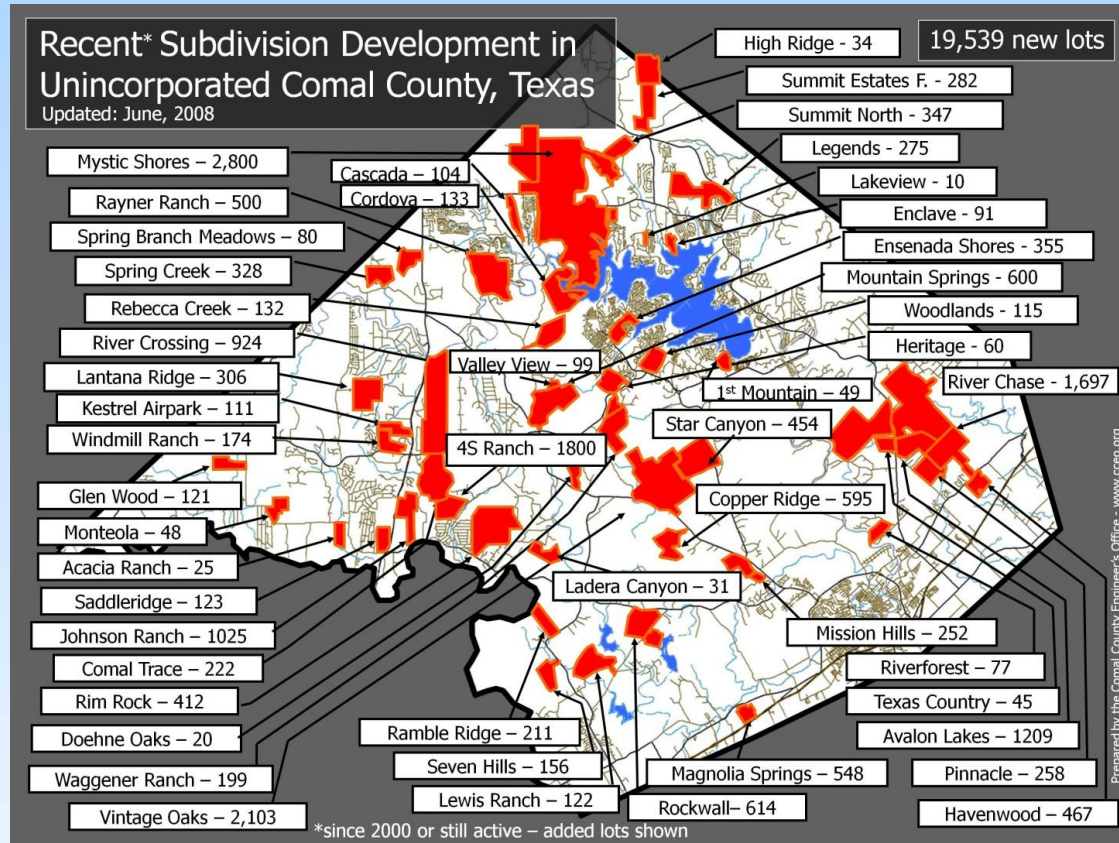 Recent* Subdivision Development in
Unincorporated Comal County, Texas
Updated: June, 2008
19,539 new lots
High Ridge - 34
Summit Estates F. - 282
Summit North - 347
Legends - 275
Lakeview - 10
Enclave - 91
Ensenada Shores - 355
Mountain Springs - 600
Woodlands - 115
Heritage - 60
River Chase - 1,697
1st Mountain - 49
Star Canyon - 454
Copper Ridge - 595
Mystic Shores – 2,800
Cascada – 104
Cordova – 133
Rayner Ranch – 500
Spring Branch Meadows – 80
Spring Creek – 328
Rebecca Creek – 132
River Crossing – 924
Valley View – 99
Lantana Ridge – 306
Kestrel Airpark – 111
Windmill Ranch – 174
4S Ranch – 1800
Glen Wood – 121
Monteola – 48
Acacia Ranch – 25
Saddleridge – 123
Johnson Ranch – 1025
Comal Trace – 222
Rim Rock – 412
Doehne Oaks – 20
Waggener Ranch – 199
Vintage Oaks – 2,103
Ladera Canyon – 31
Ramble Ridge – 211
Seven Hills – 156
Lewis Ranch – 122
Magnolia Springs – 548
Rockwall– 614
Mission Hills – 252
Riverforest – 77
Texas Country – 45
Avalon Lakes – 1209
Pinnacle – 258
Havenwood – 467
*since 2000 or still active – added lots shown
Prepared by the Comal County Engineer's Office - www.cceo.org